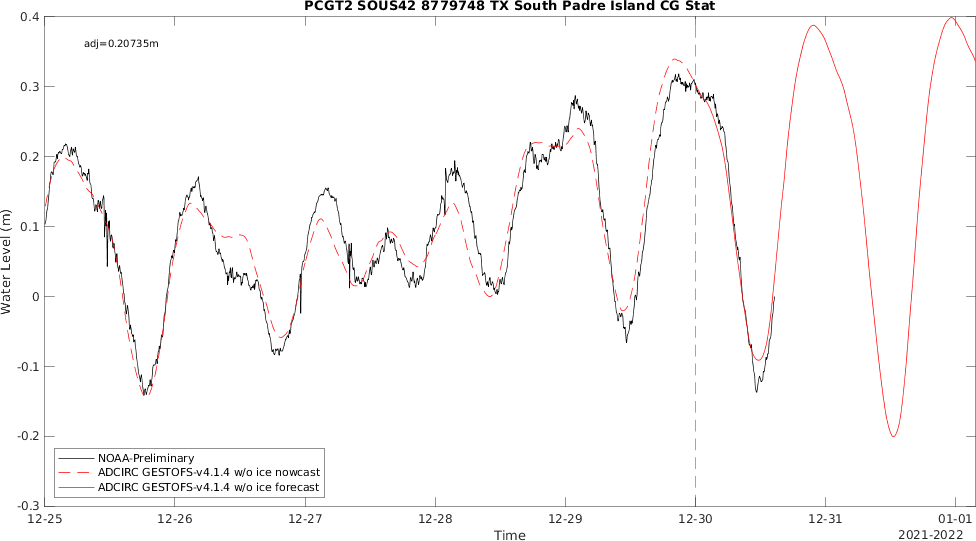 PCGT2 SOUS42 8779748 TX South Padre Island CG Stat
adj=0.20735m
0.4
0.3
0.2
0.1
0
-0.1
-0.2
-0.3
Water Level (m)
NOAA-Preliminary
ADCIRC GESTOFS-v4.1.4 w/o ice nowcast
ADCIRC GESTOFS-v4.1.4 w/o ice forecast
12-25 12-26 12-27 12-28 12-29 12-30 12-31 01-01
Time
2021-2022